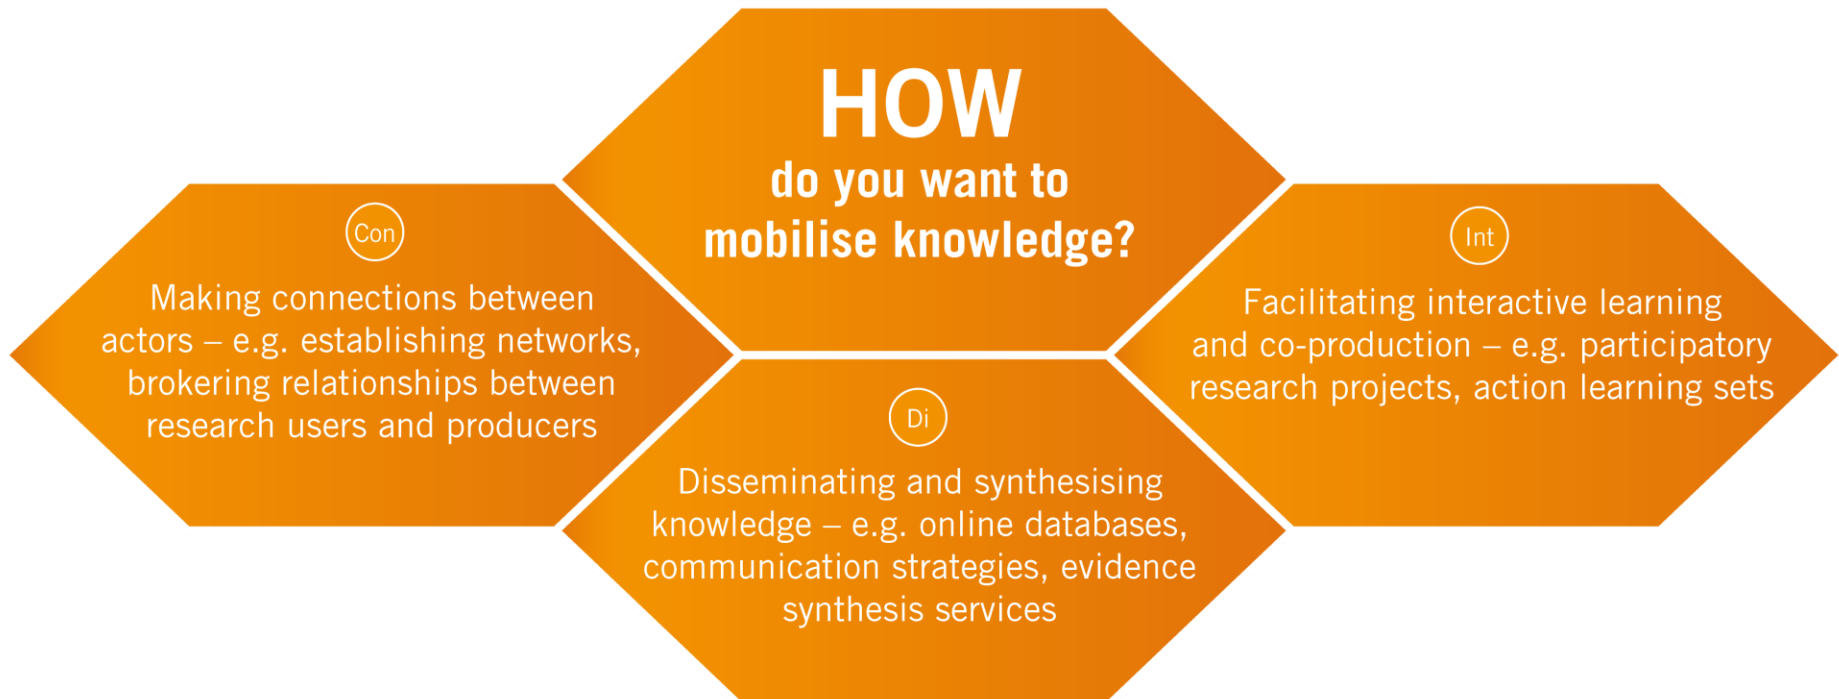 HOW
do you want to
mobilise knowledge?
Con
Making connections between
actors – e.g. establishing networks,
brokering relationships between
research users and producers
Di
Disseminating and synthesising
knowledge – e.g. online databases,
communication strategies, evidence
synthesis services
Int
Facilitating interactive learning
and co-production – e.g. participatory
research projects, action learning sets